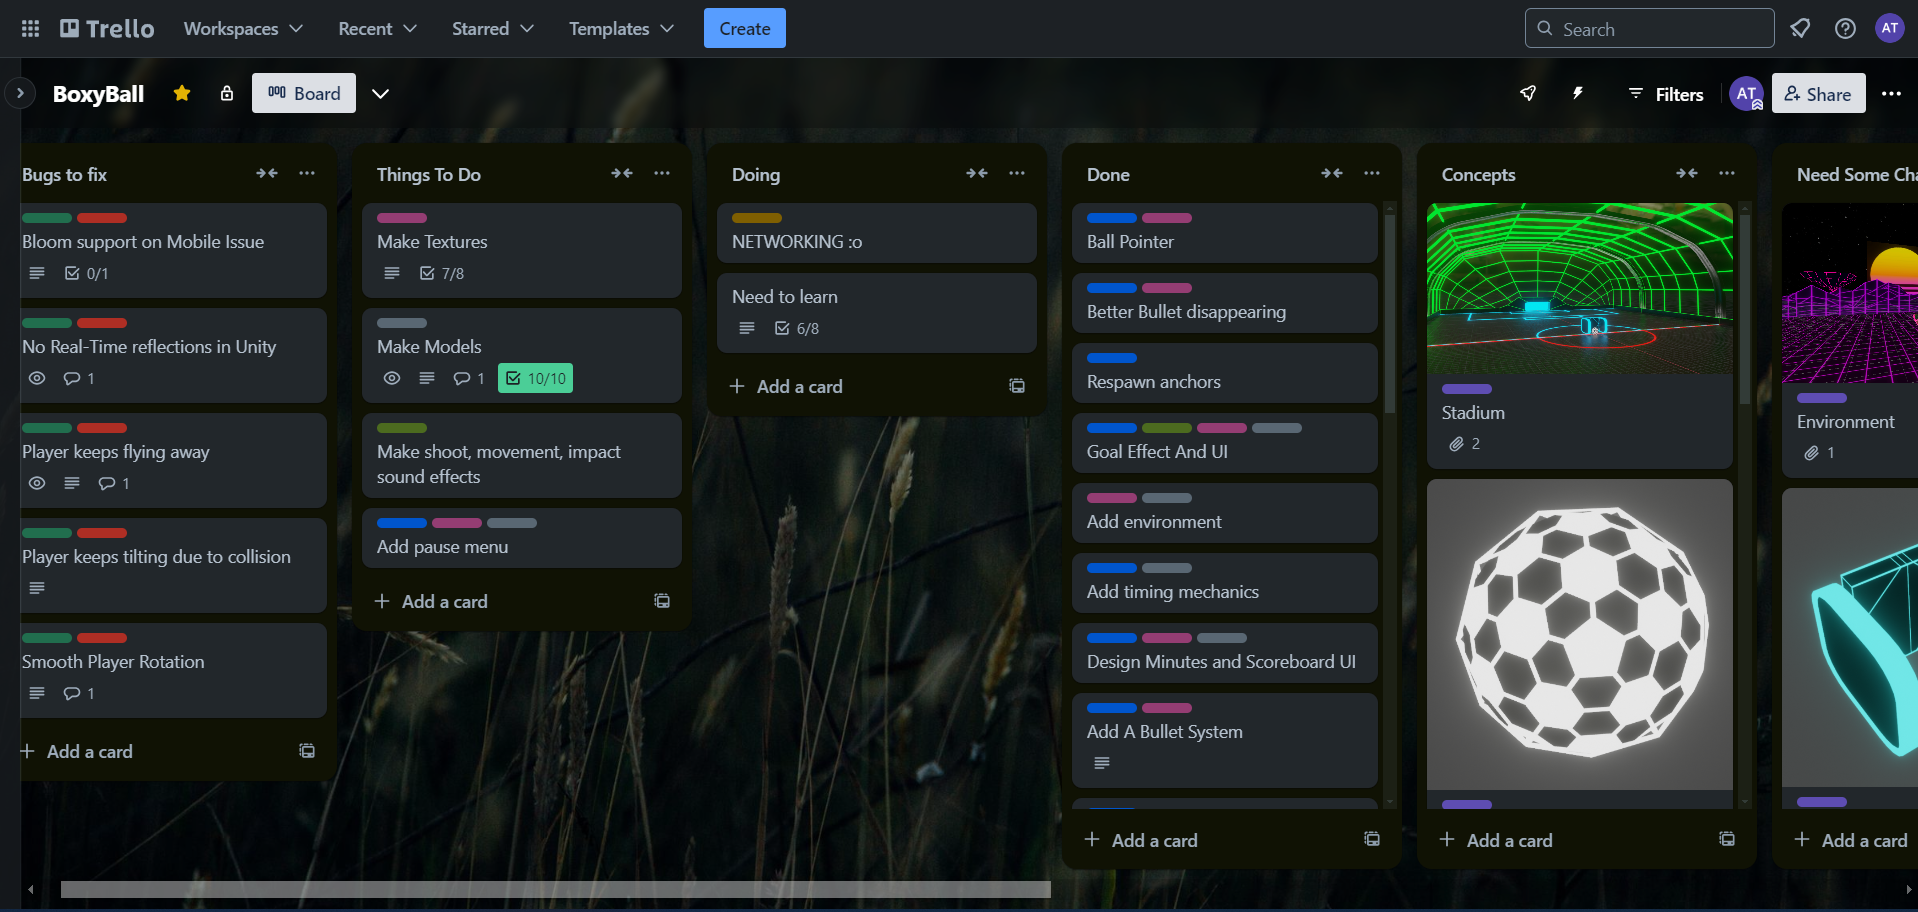 Trello
Workspaces
Recent
Starred
Templates
Create
Search
AT
BoxyBall
Board
Filters
AT
Share
Bugs to fix
Bloom support on Mobile Issue
0/1
No Real-Time reflections in Unity
1
Player keeps flying away
1
Player keeps tilting due to collision
Smooth Player Rotation
1
Add a card
Things To Do
Make Textures
7/8
Make Models
1
10/10
Make shoot, movement, impact
sound effects
Add pause menu
Add a card
Doing
NETWORKING :o
Need to learn
6/8
Add a card
Done
Ball Pointer
Better Bullet disappearing
Respawn anchors
Goal Effect And UI
Add environment
Add timing mechanics
Design Minutes and Scoreboard UI
Add A Bullet System
Add a card
Concepts
Stadium
2
Add a card
Need Some Cha
Environment
1
Add a card